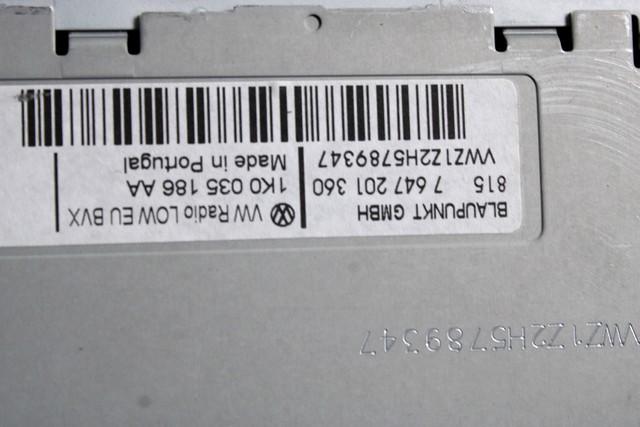 VWZ1Z2H5789347
BLAUPUNKT GMBH
815 7 647 201 360
VWZ1Z2H5789347
VW Radio LOW EU BVX
1K0 035 186 AA
Made in Portugal